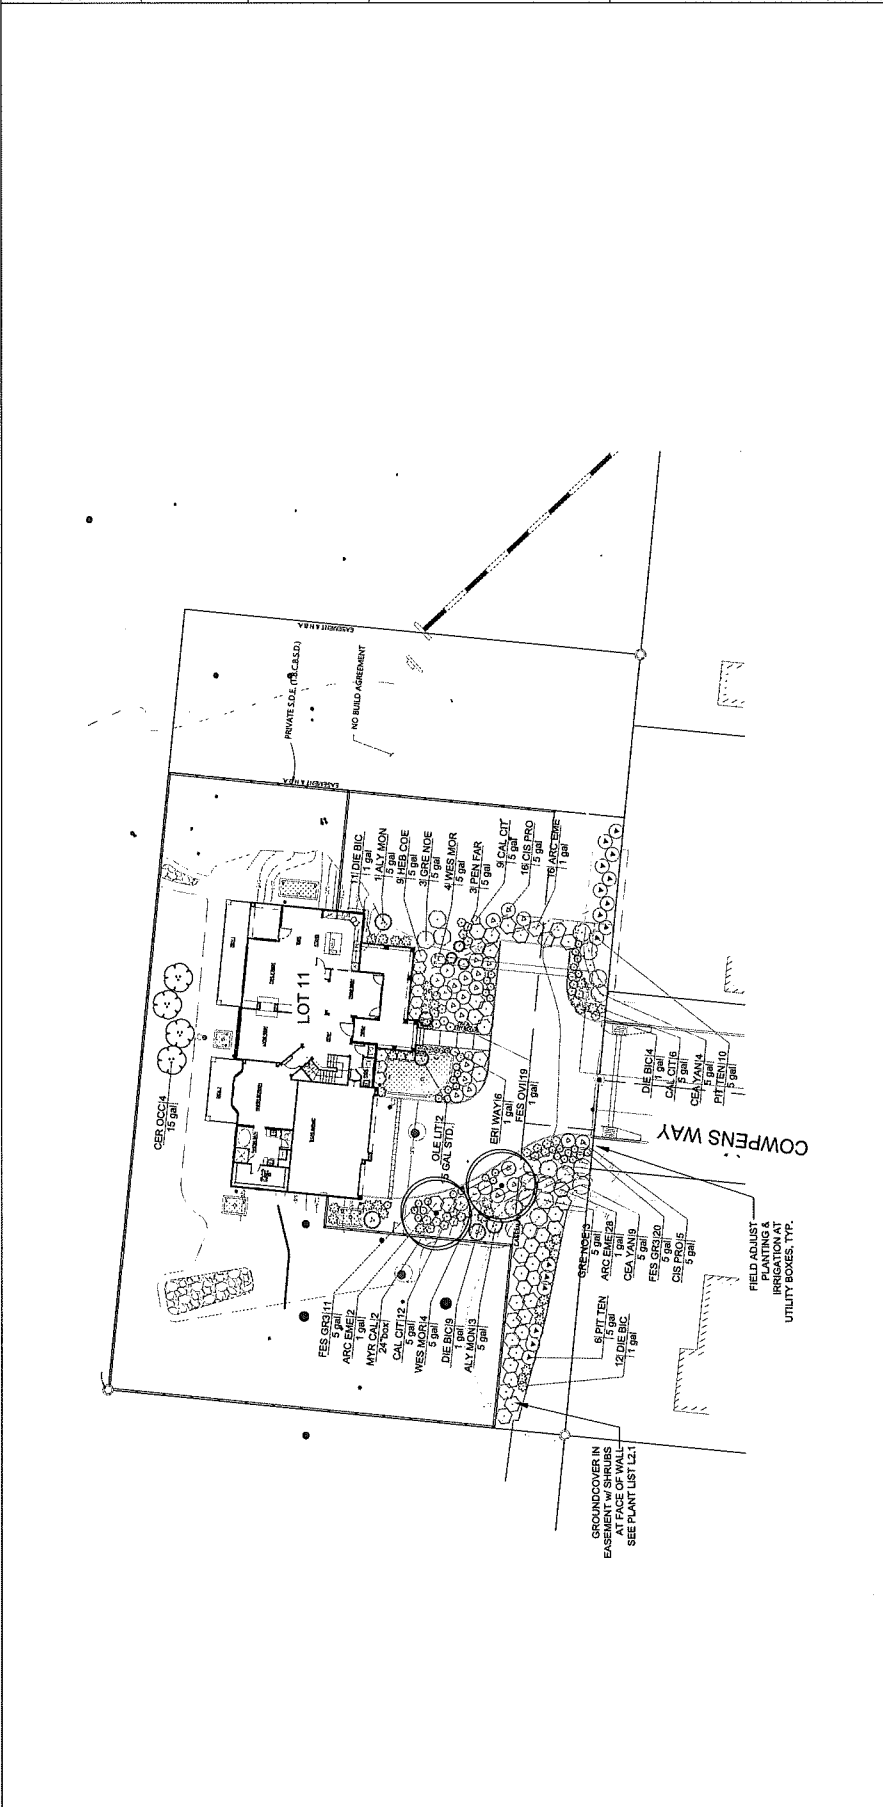 EASEMENT & N.B.A.
PRIVATE S.D.E. (T.B.C.B.S.D.)
NO BUILD AGREEMENT
EASEMENT & N.B.A.
LOT 11
CER OCC|4
15 gal
11|DIE BIC
1 gal
1|ALY MON
5 gal
9|HEB COE
5 gal
3|GRE NOE
5 gal
4|WES MOR
5 gal
3|PEN FAR
5 gal
9|CAL CIT
5 gal
16|CIS PRO
5 gal
16|ARC EME
1 gal
OLE LIT|2
5 GAL STD.
ERI WAY|6
1 gal
FES OVI|19
1 gal
DIE BIC|4
1 gal
CAL CIT|6
5 gal
CEA YAN|4
5 gal
PIT TEN|10
5 gal
COWPENS WAY
FES GR3|11
5 gal
ARC EME|2
1 gal
MYR CAL|2
24"box
CAL CIT|12
5 gal
WES MOR|4
5 gal
DIE BIC|9
1 gal
ALY MON|3
5 gal
GRE NOE|3
5 gal
ARC EME|28
1 gal
CEA YAN|9
5 gal
FES GR3|20
5 gal
CIS PRO|5
5 gal
6|PIT TEN
5 gal
12|DIE BIC
1 gal
FIELD ADJUST
PLANTING &
IRRIGATION AT
UTILITY BOXES, TYP.
GROUNDCOVER IN
EASEMENT w/ SHRUBS
AT FACE OF WALL
SEE PLANT LIST L2.1